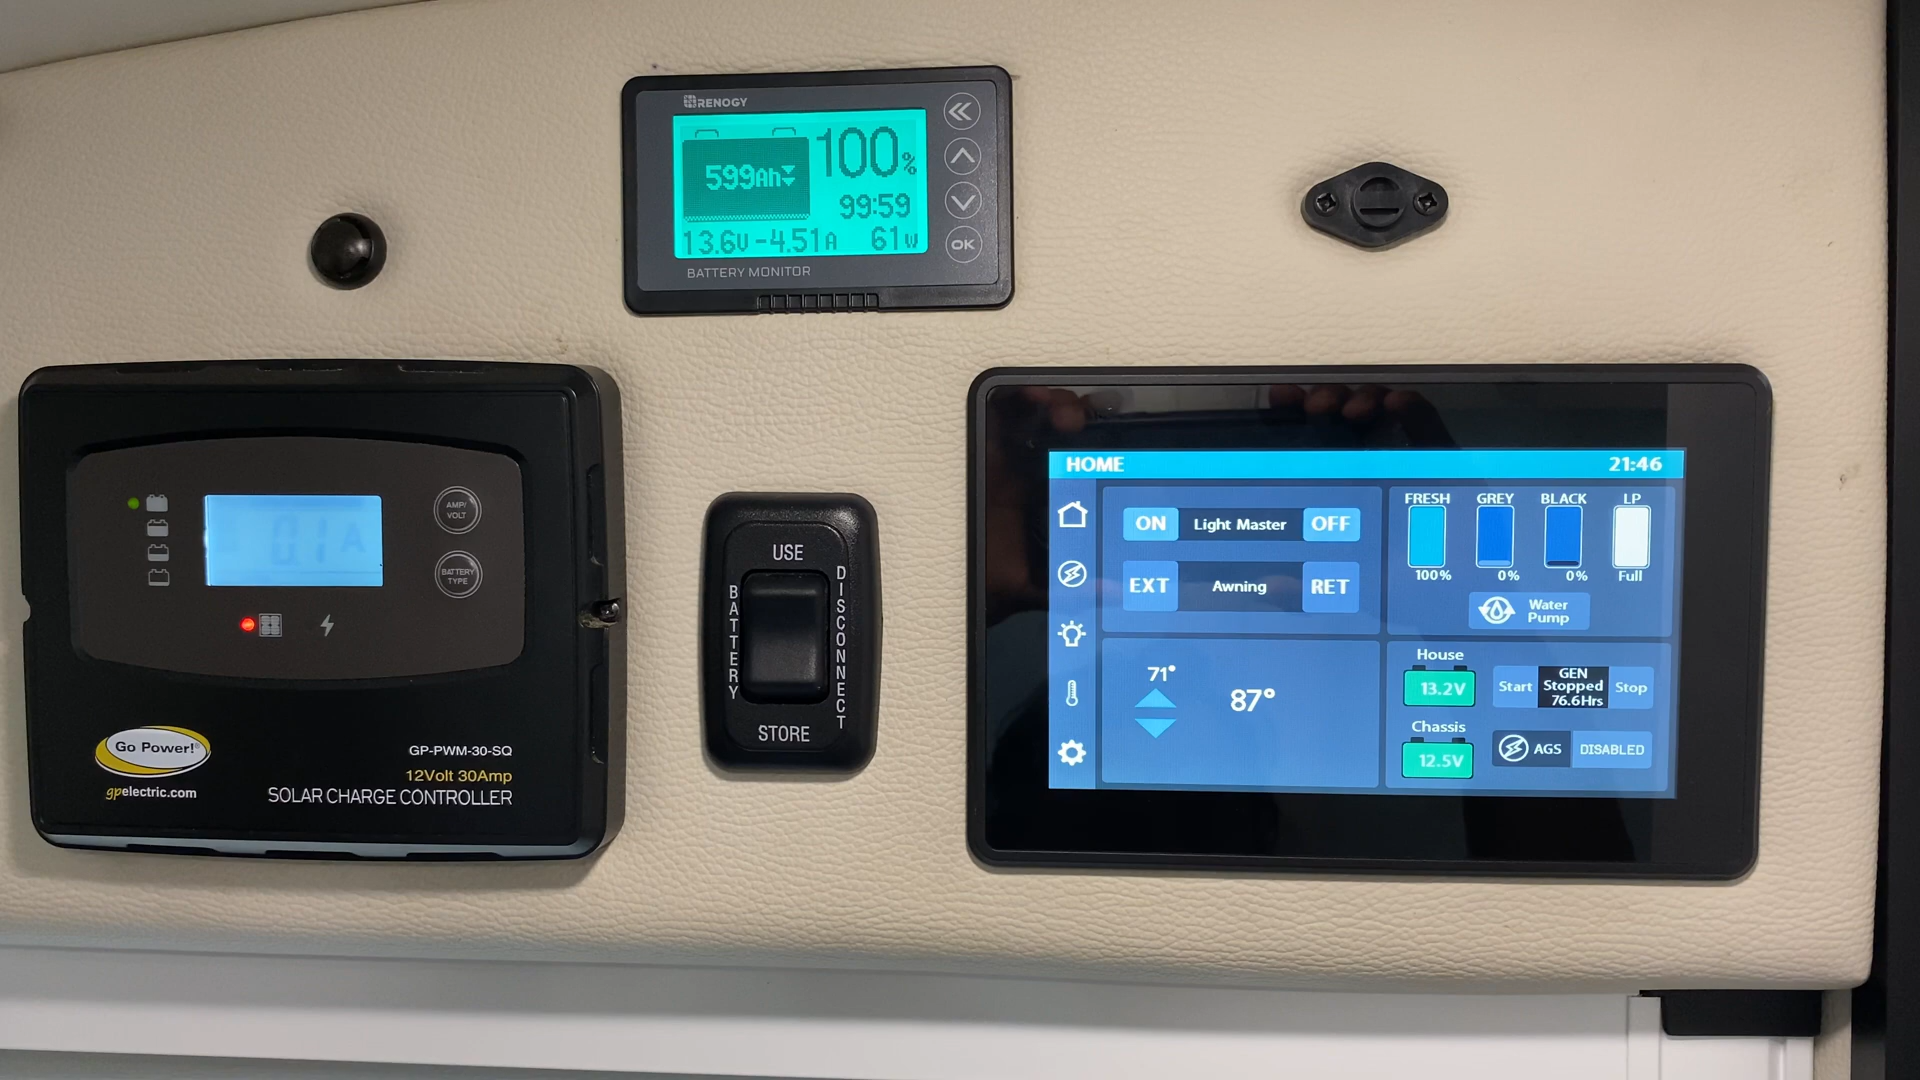 RENOGY
599Ah
100%
99:59
13.6V -4.51A 61W
OK
BATTERY MONITOR
AMP/
VOLT
BATTERY
TYPE
Go Power!®
gpelectric.com
GP-PWM-30-SQ
12Volt 30Amp
SOLAR CHARGE CONTROLLER
USE
BATTERY
DISCONNECT
STORE
HOME 21:46
ON Light Master OFF
EXT Awning RET
71°
87°
FRESH GREY BLACK LP
100% 0% 0% Full
Water
Pump
House
13.2V
Start
GEN
Stopped
76.6Hrs
Stop
Chassis
12.5V
AGS DISABLED